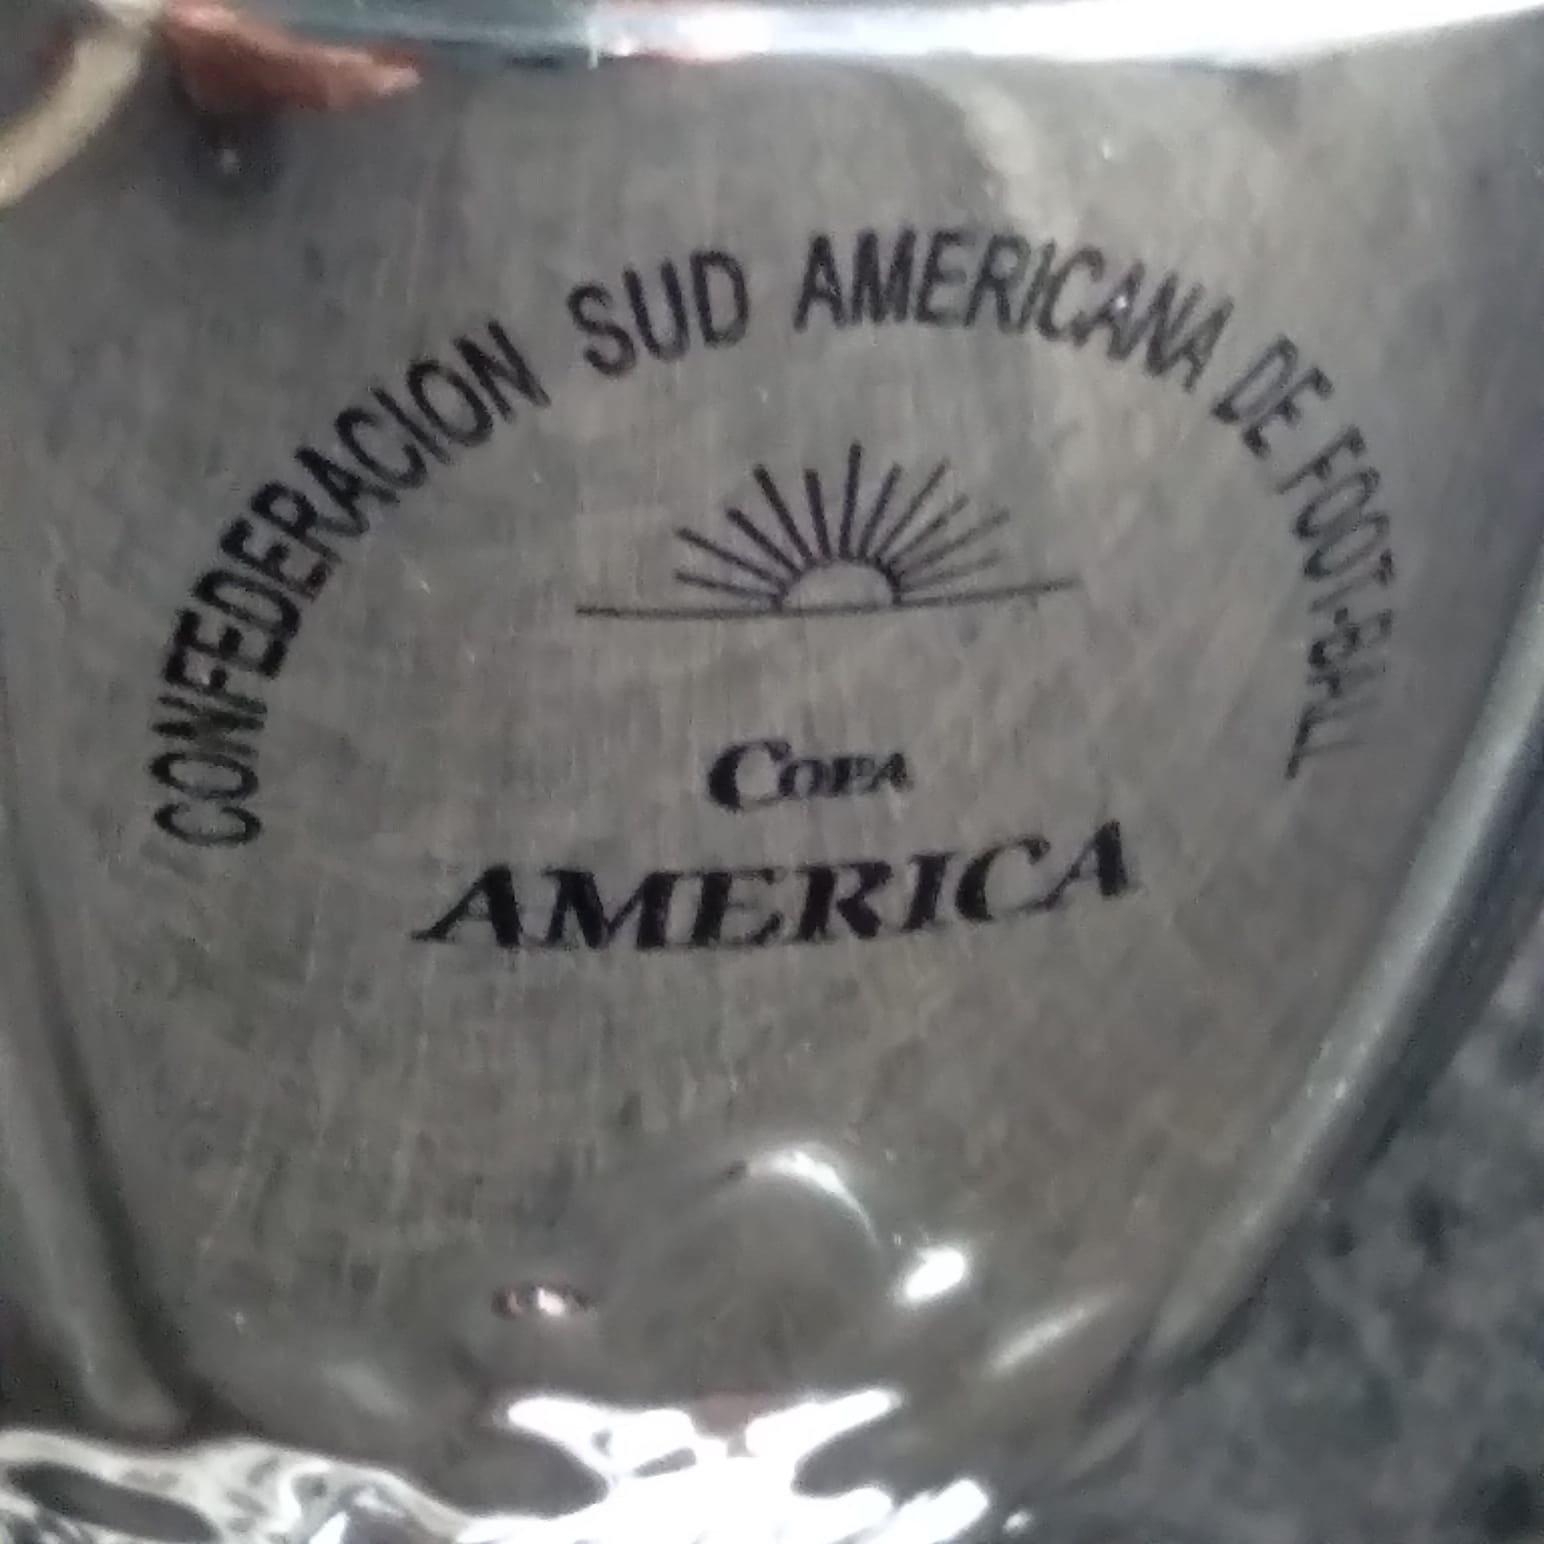 CONFEDERACION SUD AMERICANA DE FOOT-BALL
COPA
AMERICA